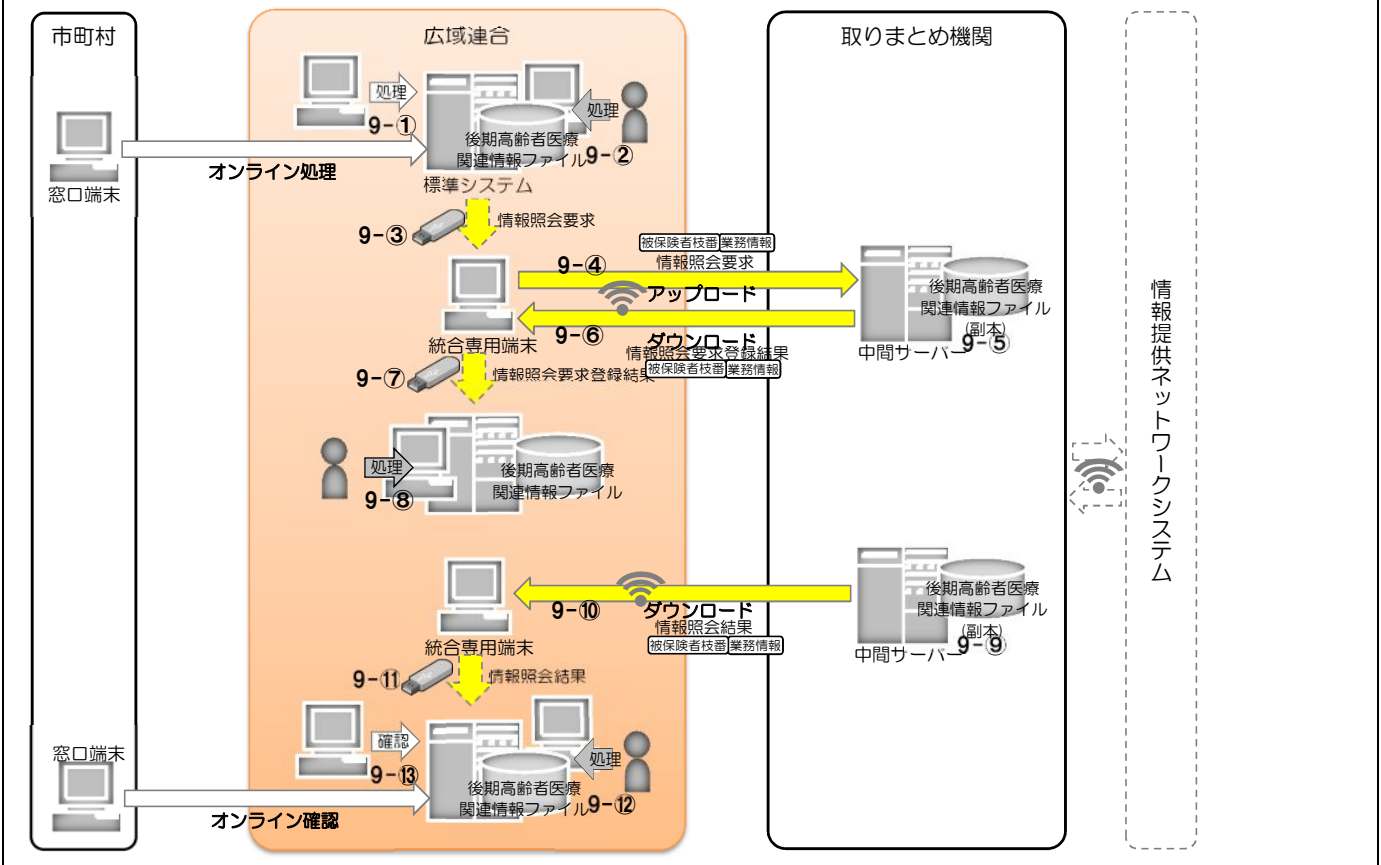 市町村
広域連合
取りまとめ機関
処理
9-①
処理
後期高齢者医療
関連情報ファイル
9-②
オンライン処理
標準システム
窓口端末
9-③
情報照会要求
被保険者枝番 業務情報
情報照会要求
9-④
アップロード
後期高齢者医療
関連情報ファイル
(副本)
9-⑤
中間サーバー
9-⑥
ダウンロード
情報照会要求登録結果
被保険者枝番 業務情報
統合専用端末
9-⑦
情報照会要求登録結果
処理
9-⑧
後期高齢者医療
関連情報ファイル
情報提供ネットワークシステム
後期高齢者医療
関連情報ファイル
(副本)
9-⑨
中間サーバー
9-⑩
ダウンロード
情報照会結果
被保険者枝番 業務情報
統合専用端末
9-⑪
情報照会結果
確認
9-⑬
処理
後期高齢者医療
関連情報ファイル
9-⑫
窓口端末
オンライン確認